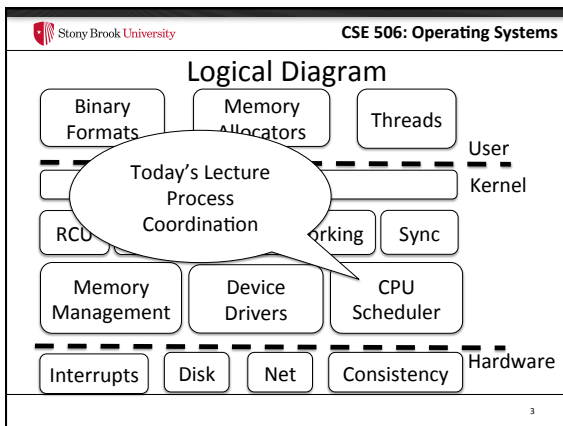 Stony Brook University
CSE 506: Operating Systems
Logical Diagram
Binary
Formats
Memory
Allocators
Threads
User
Today's Lecture
Process
Coordination
Kernel
RCU
Sync
Memory
Management
Device
Drivers
CPU
Scheduler
Hardware
Interrupts
Disk
Net
Consistency
3